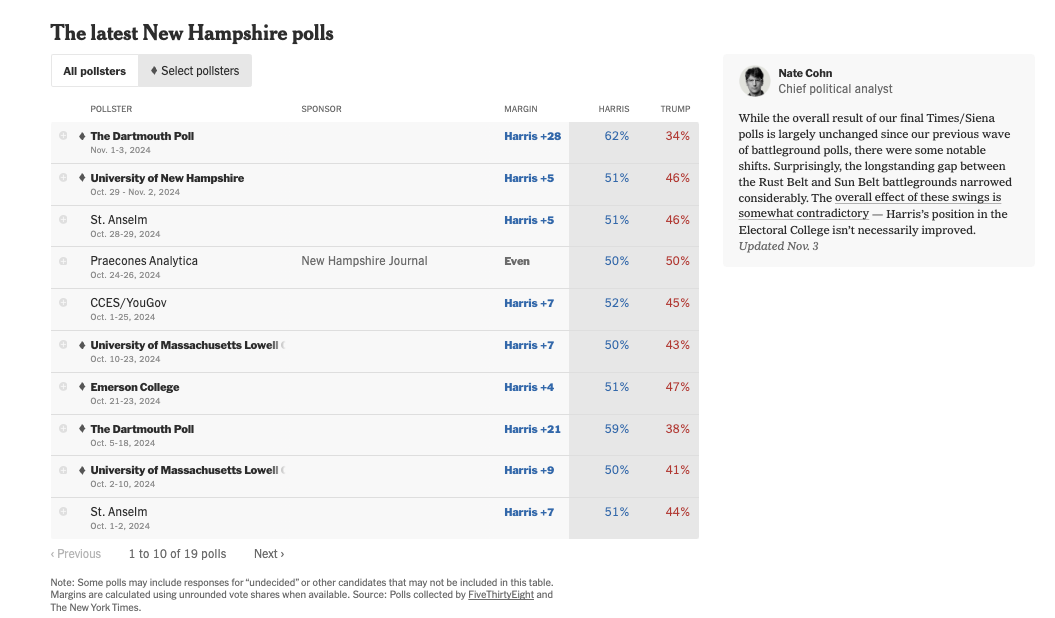 The latest New Hampshire polls
All pollsters ♦ Select pollsters
POLLSTER SPONSOR MARGIN HARRIS TRUMP
♦ The Dartmouth Poll Harris +28 62% 34%
Nov. 1-3, 2024
♦ University of New Hampshire Harris +5 51% 46%
Oct. 29 - Nov. 2, 2024
St. Anselm Harris +5 51% 46%
Oct. 28-29, 2024
Praecones Analytica New Hampshire Journal Even 50% 50%
Oct. 24-26, 2024
CCES/YouGov Harris +7 52% 45%
Oct. 1-25, 2024
♦ University of Massachusetts Lowell Harris +7 50% 43%
Oct. 10-23, 2024
♦ Emerson College Harris +4 51% 47%
Oct. 21-23, 2024
♦ The Dartmouth Poll Harris +21 59% 38%
Oct. 5-18, 2024
♦ University of Massachusetts Lowell Harris +9 50% 41%
Oct. 2-10, 2024
St. Anselm Harris +7 51% 44%
Oct. 1-2, 2024
‹ Previous 1 to 10 of 19 polls Next ›
Note: Some polls may include responses for “undecided” or other candidates that may not be included in this table.
Margins are calculated using unrounded vote shares when available. Source: Polls collected by FiveThirtyEight and
The New York Times.
Nate Cohn
Chief political analyst
While the overall result of our final Times/Siena
polls is largely unchanged since our previous wave
of battleground polls, there were some notable
shifts. Surprisingly, the longstanding gap between
the Rust Belt and Sun Belt battlegrounds narrowed
considerably. The overall effect of these swings is
somewhat contradictory — Harris’s position in the
Electoral College isn’t necessarily improved.
Updated Nov. 3